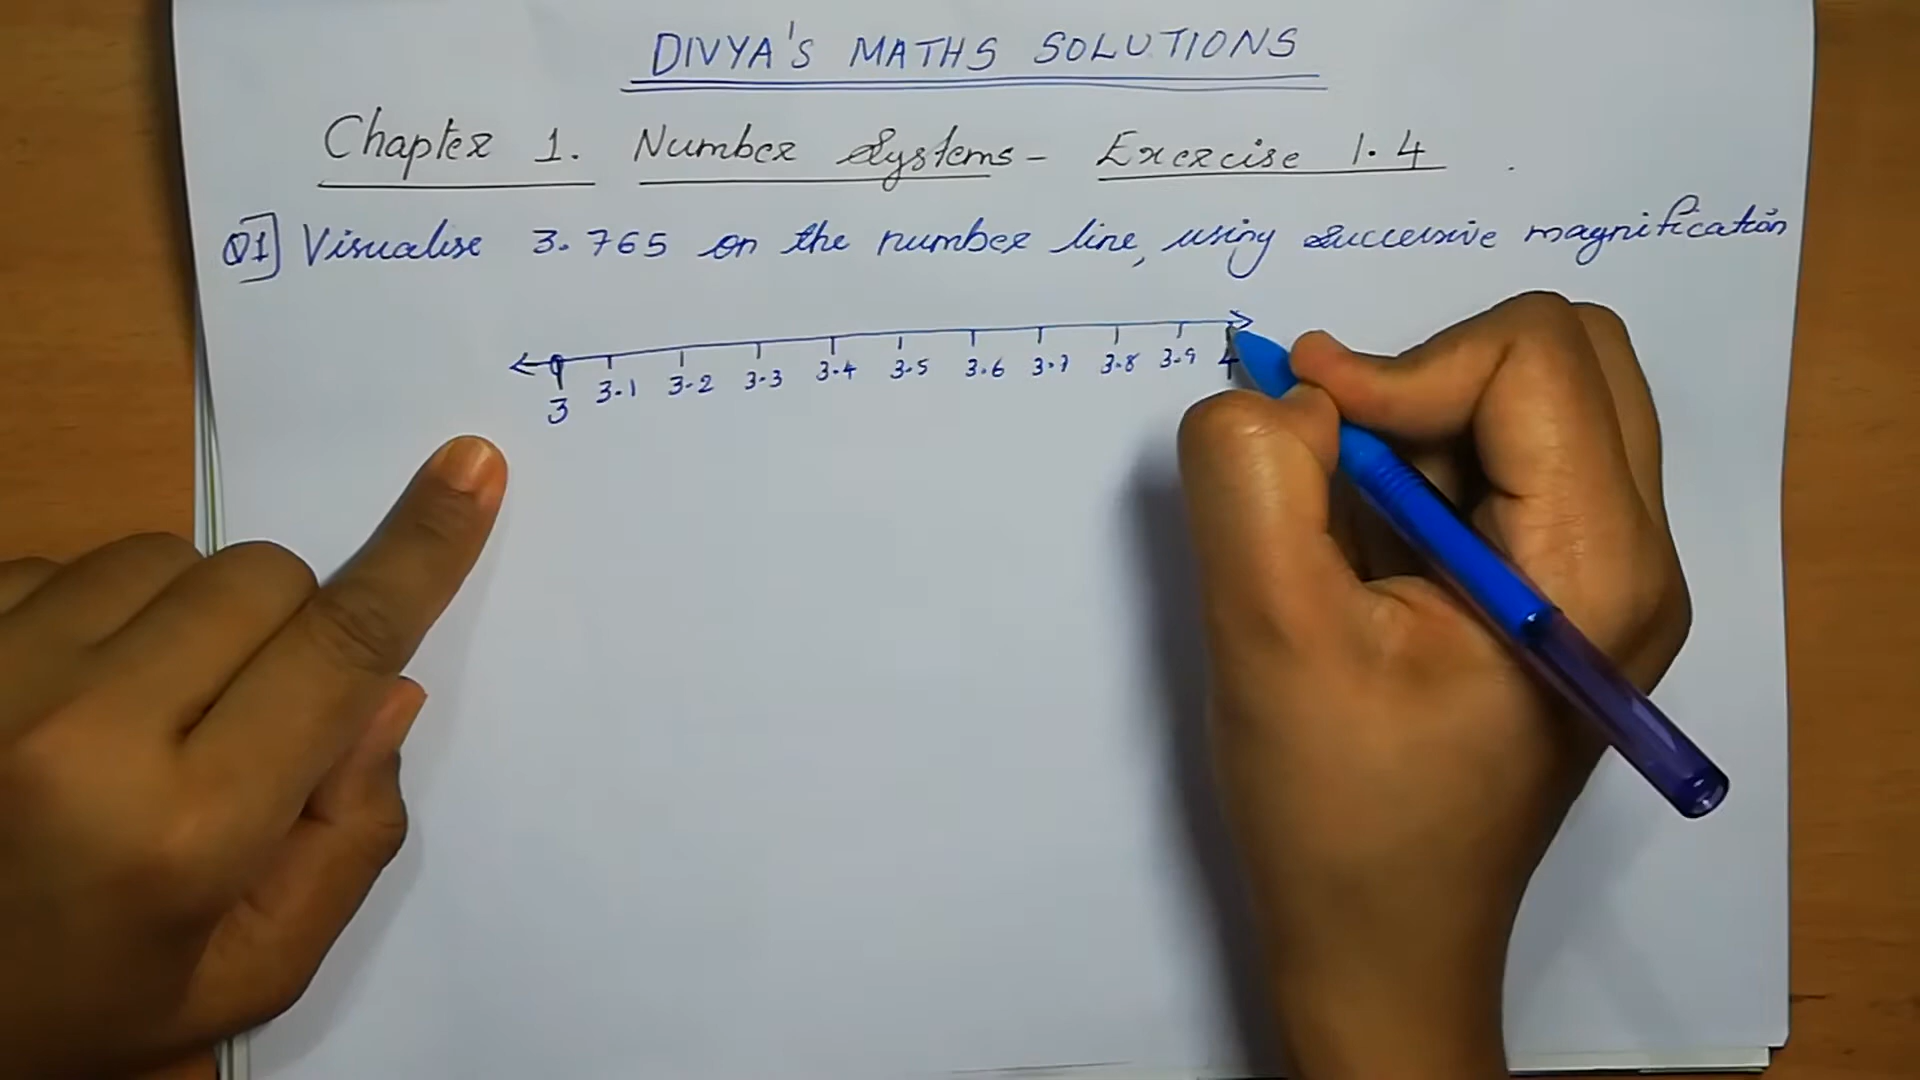 DIVYA'S MATHS SOLUTIONS
Chapter 1. Number Systems - Exercise 1.4
Q1] Visualise 3.765 on the number line, using successive magnification
3 3.1 3.2 3.3 3.4 3.5 3.6 3.7 3.8 3.9 4